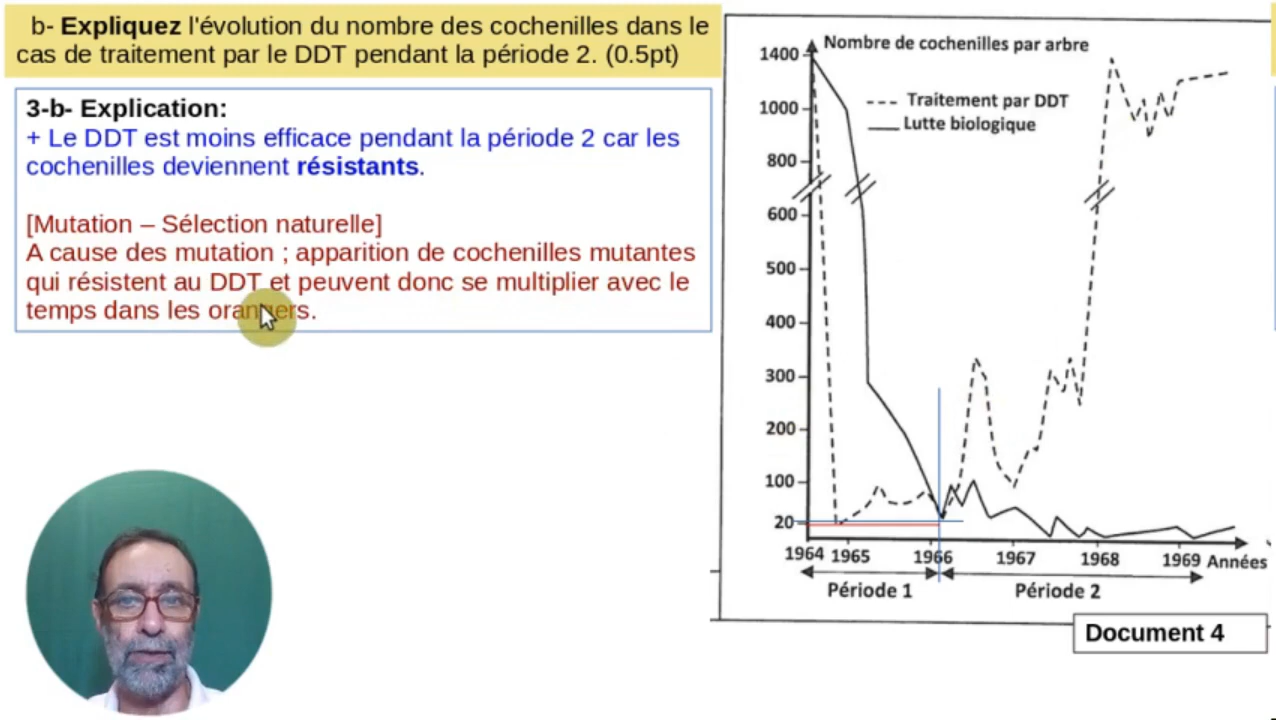 b- Expliquez l'évolution du nombre des cochenilles dans le
cas de traitement par le DDT pendant la période 2. (0.5pt)
3-b- Explication:
+ Le DDT est moins efficace pendant la période 2 car les
cochenilles deviennent résistants.
[Mutation – Sélection naturelle]
A cause des mutation ; apparition de cochenilles mutantes
qui résistent au DDT et peuvent donc se multiplier avec le
temps dans les orangers.
Nombre de cochenilles par arbre
Traitement par DDT
Lutte biologique
1400
1000
800
600
500
400
300
200
100
20
1964 1965 1966 1967 1968 1969 Années
Période 1 Période 2
Document 4